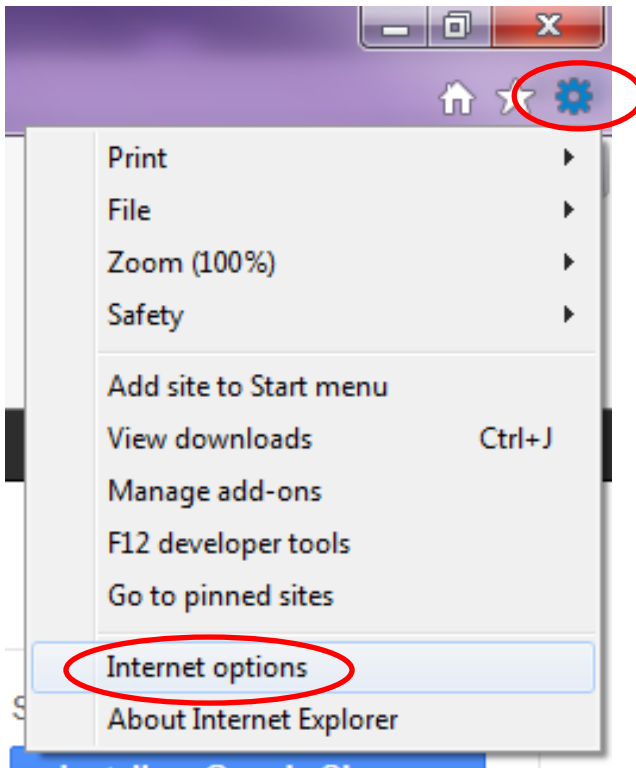 Print
File
Zoom (100%)
Safety
Add site to Start menu
View downloads Ctrl+J
Manage add-ons
F12 developer tools
Go to pinned sites
Internet options
S
About Internet Explorer